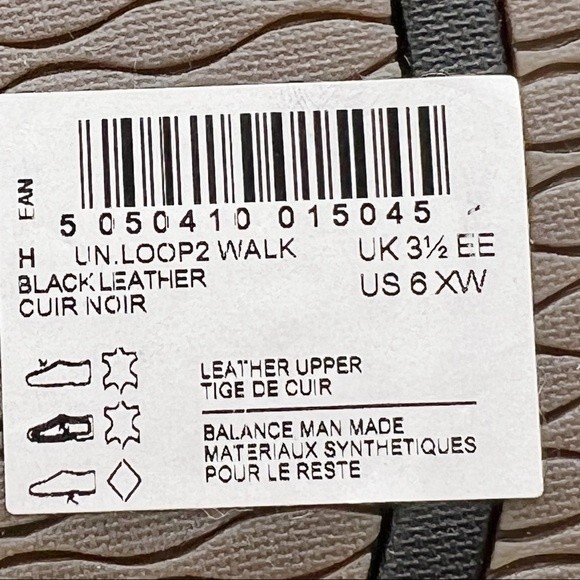 EAN
5 050410 015045
H UN.LOOP2 WALK UK 3½ EE
BLACK LEATHER US 6 XW
CUIR NOIR
LEATHER UPPER
TIGE DE CUIR
BALANCE MAN MADE
MATERIAUX SYNTHETIQUES
POUR LE RESTE